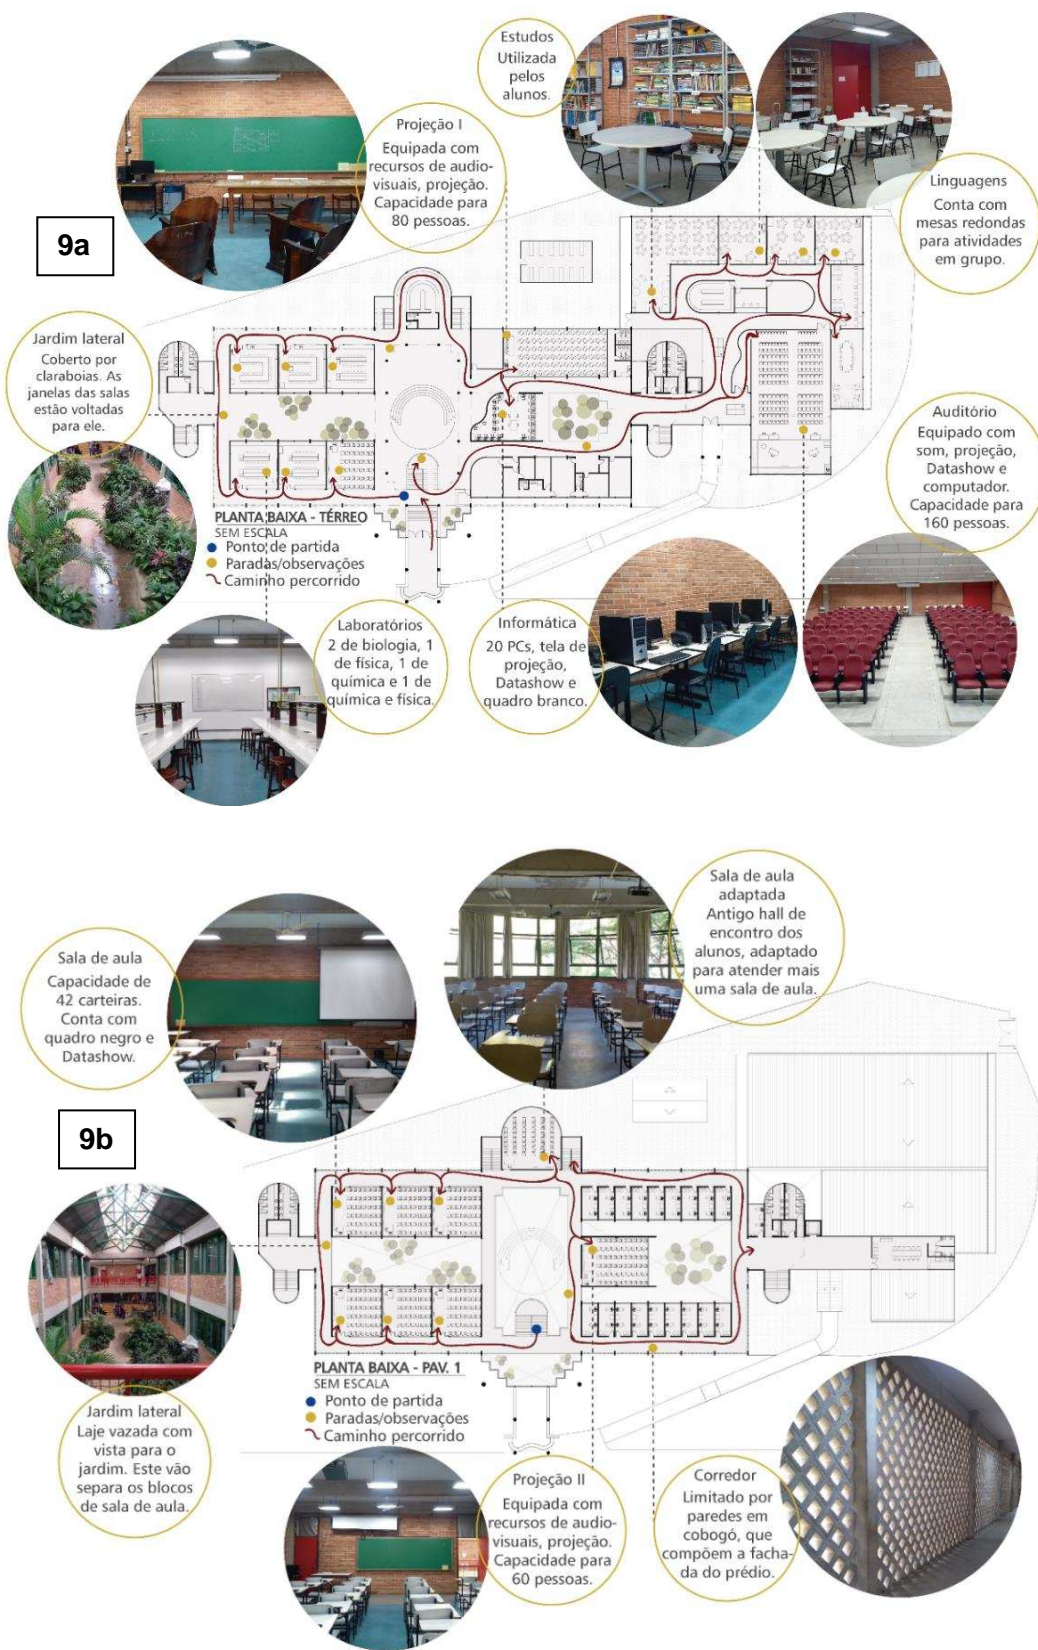 Estudos
Utilizada
pelos
alunos.
Projeção I
Equipada com
recursos de audio-
visuais, projeção.
Capacidade para
80 pessoas.
Linguagens
Conta com
mesas redondas
para atividades
em grupo.
9a
Jardim lateral
Coberto por
claraboias. As
janelas das salas
estão voltadas
para ele.
Auditório
Equipado com
som, projeção,
Datashow e
computador.
Capacidade para
160 pessoas.
PLANTA BAIXA - TÉRREO
SEM ESCALA
Ponto de partida
Paradas/observações
Caminho percorrido
Laboratórios
2 de biologia, 1
de física, 1 de
química e 1 de
química e física.
Informática
20 PCs, tela de
projeção,
Datashow e
quadro branco.
Sala de aula
adaptada
Antigo hall de
encontro dos
alunos, adaptado
para atender mais
uma sala de aula.
Sala de aula
Capacidade de
42 carteiras.
Conta com
quadro negro e
Datashow.
9b
PLANTA BAIXA - PAV. 1
SEM ESCALA
Ponto de partida
Paradas/observações
Caminho percorrido
Jardim lateral
Laje vazada com
vista para o
jardim. Este vão
separa os blocos
de sala de aula.
Projeção II
Equipada com
recursos de audio-
visuais, projeção.
Capacidade para
60 pessoas.
Corredor
Limitado por
paredes em
cobogó, que
compõem a facha-
da do prédio.